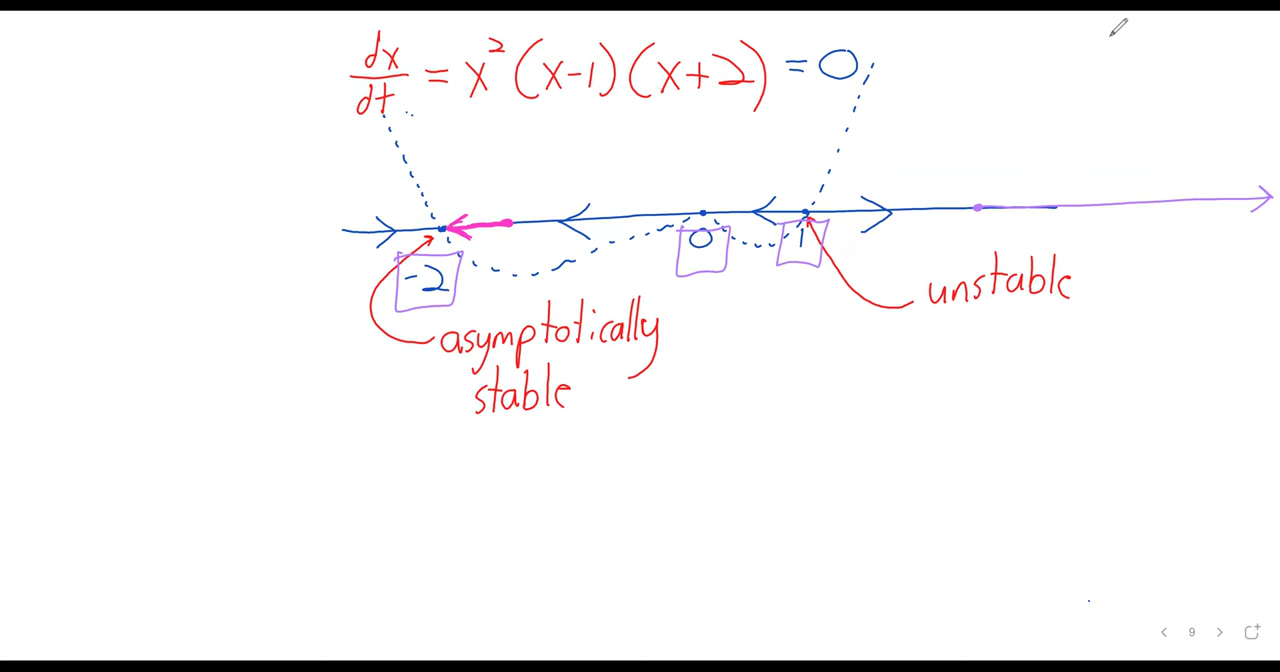 dx/dt = x²(x-1)(x+2) = 0
-2
0
1
unstable
asymptotically
stable
9